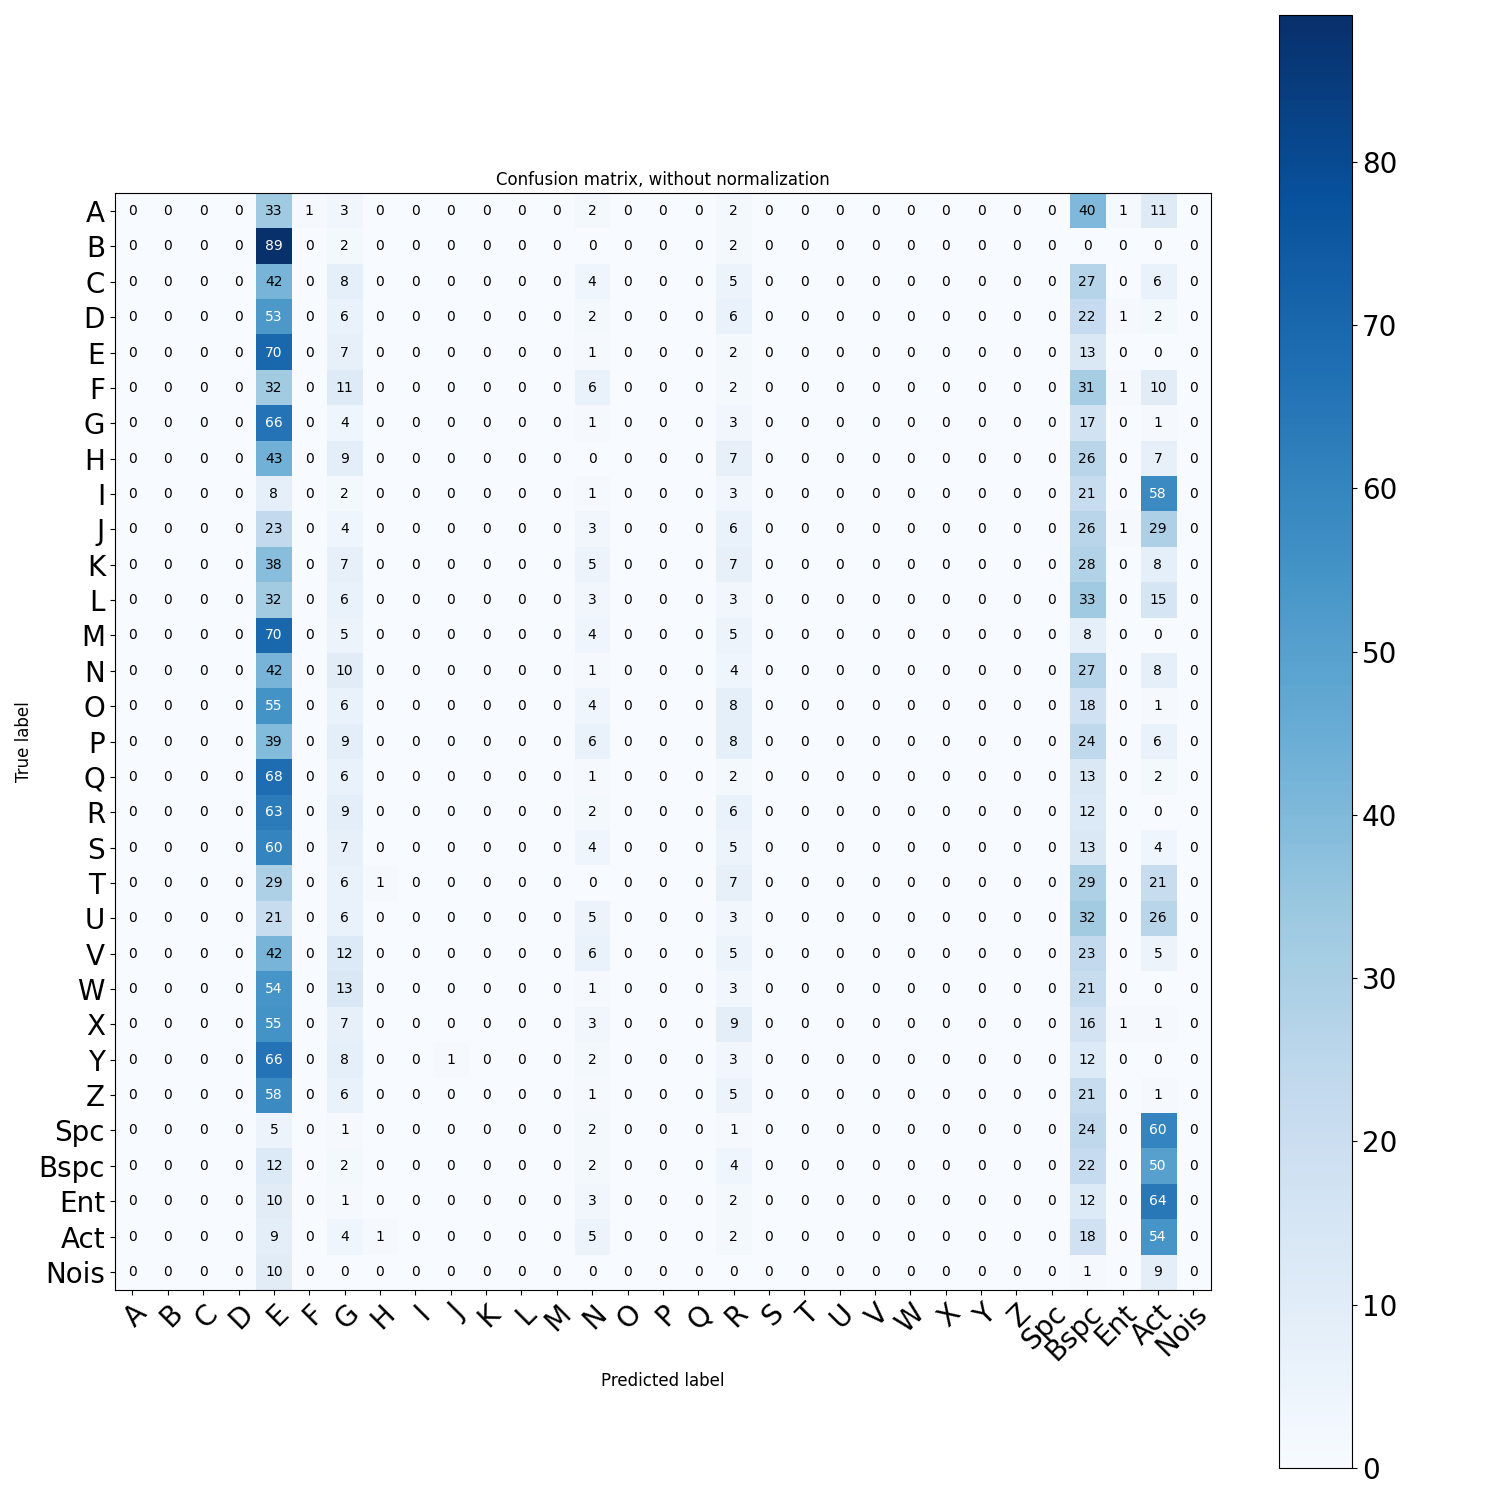 Confusion matrix, without normalization
A 0 0 0 0 33 1 3 0 0 0 0 0 0 2 0 0 0 2 0 0 0 0 0 0 0 0 0 40 1 11 0
B 0 0 0 0 89 0 2 0 0 0 0 0 0 0 0 0 0 2 0 0 0 0 0 0 0 0 0 0 0 0 0
C 0 0 0 0 42 0 8 0 0 0 0 0 0 4 0 0 0 5 0 0 0 0 0 0 0 0 0 27 0 6 0
D 0 0 0 0 53 0 6 0 0 0 0 0 0 2 0 0 0 6 0 0 0 0 0 0 0 0 0 22 1 2 0
E 0 0 0 0 70 0 7 0 0 0 0 0 0 1 0 0 0 2 0 0 0 0 0 0 0 0 0 13 0 0 0
F 0 0 0 0 32 0 11 0 0 0 0 0 0 6 0 0 0 2 0 0 0 0 0 0 0 0 0 31 1 10 0
G 0 0 0 0 66 0 4 0 0 0 0 0 0 1 0 0 0 3 0 0 0 0 0 0 0 0 0 17 0 1 0
H 0 0 0 0 43 0 9 0 0 0 0 0 0 0 0 0 0 7 0 0 0 0 0 0 0 0 0 26 0 7 0
I 0 0 0 0 8 0 2 0 0 0 0 0 0 1 0 0 0 3 0 0 0 0 0 0 0 0 0 21 0 58 0
J 0 0 0 0 23 0 4 0 0 0 0 0 0 3 0 0 0 6 0 0 0 0 0 0 0 0 0 26 1 29 0
K 0 0 0 0 38 0 7 0 0 0 0 0 0 5 0 0 0 7 0 0 0 0 0 0 0 0 0 28 0 8 0
L 0 0 0 0 32 0 6 0 0 0 0 0 0 3 0 0 0 3 0 0 0 0 0 0 0 0 0 33 0 15 0
M 0 0 0 0 70 0 5 0 0 0 0 0 0 4 0 0 0 5 0 0 0 0 0 0 0 0 0 8 0 0 0
N 0 0 0 0 42 0 10 0 0 0 0 0 0 1 0 0 0 4 0 0 0 0 0 0 0 0 0 27 0 8 0
O 0 0 0 0 55 0 6 0 0 0 0 0 0 4 0 0 0 8 0 0 0 0 0 0 0 0 0 18 0 1 0
P 0 0 0 0 39 0 9 0 0 0 0 0 0 6 0 0 0 8 0 0 0 0 0 0 0 0 0 24 0 6 0
Q 0 0 0 0 68 0 6 0 0 0 0 0 0 1 0 0 0 2 0 0 0 0 0 0 0 0 0 13 0 2 0
R 0 0 0 0 63 0 9 0 0 0 0 0 0 2 0 0 0 6 0 0 0 0 0 0 0 0 0 12 0 0 0
S 0 0 0 0 60 0 7 0 0 0 0 0 0 4 0 0 0 5 0 0 0 0 0 0 0 0 0 13 0 4 0
T 0 0 0 0 29 0 6 1 0 0 0 0 0 0 0 0 0 7 0 0 0 0 0 0 0 0 0 29 0 21 0
U 0 0 0 0 21 0 6 0 0 0 0 0 0 5 0 0 0 3 0 0 0 0 0 0 0 0 0 32 0 26 0
V 0 0 0 0 42 0 12 0 0 0 0 0 0 6 0 0 0 5 0 0 0 0 0 0 0 0 0 23 0 5 0
W 0 0 0 0 54 0 13 0 0 0 0 0 0 1 0 0 0 3 0 0 0 0 0 0 0 0 0 21 0 0 0
X 0 0 0 0 55 0 7 0 0 0 0 0 0 3 0 0 0 9 0 0 0 0 0 0 0 0 0 16 1 1 0
Y 0 0 0 0 66 0 8 0 0 1 0 0 0 2 0 0 0 3 0 0 0 0 0 0 0 0 0 12 0 0 0
Z 0 0 0 0 58 0 6 0 0 0 0 0 0 1 0 0 0 5 0 0 0 0 0 0 0 0 0 21 0 1 0
Spc 0 0 0 0 5 0 1 0 0 0 0 0 0 2 0 0 0 1 0 0 0 0 0 0 0 0 0 24 0 60 0
Bspc 0 0 0 0 12 0 2 0 0 0 0 0 0 2 0 0 0 4 0 0 0 0 0 0 0 0 0 22 0 50 0
Ent 0 0 0 0 10 0 1 0 0 0 0 0 0 3 0 0 0 2 0 0 0 0 0 0 0 0 0 12 0 64 0
Act 0 0 0 0 9 0 4 1 0 0 0 0 0 5 0 0 0 2 0 0 0 0 0 0 0 0 0 18 0 54 0
Nois 0 0 0 0 10 0 0 0 0 0 0 0 0 0 0 0 0 0 0 0 0 0 0 0 0 0 0 1 0 9 0
A B C D E F G H I J K L M N O P Q R S T U V W X Y Z Spc Bspc Ent Act Nois
Predicted label
True label
80
70
60
50
40
30
20
10
0